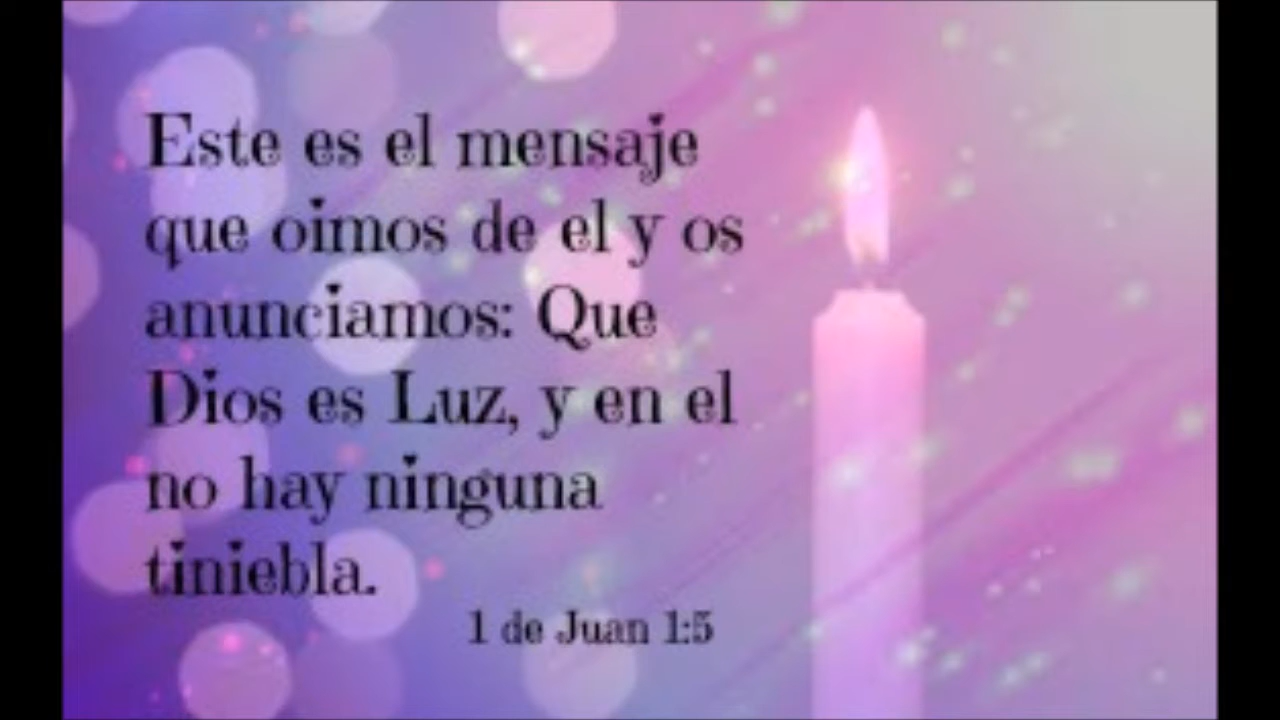 Este es el mensaje
que oimos de el y os
anunciamos: Que
Dios es Luz, y en el
no hay ninguna
tiniebla.
1 de Juan 1:5